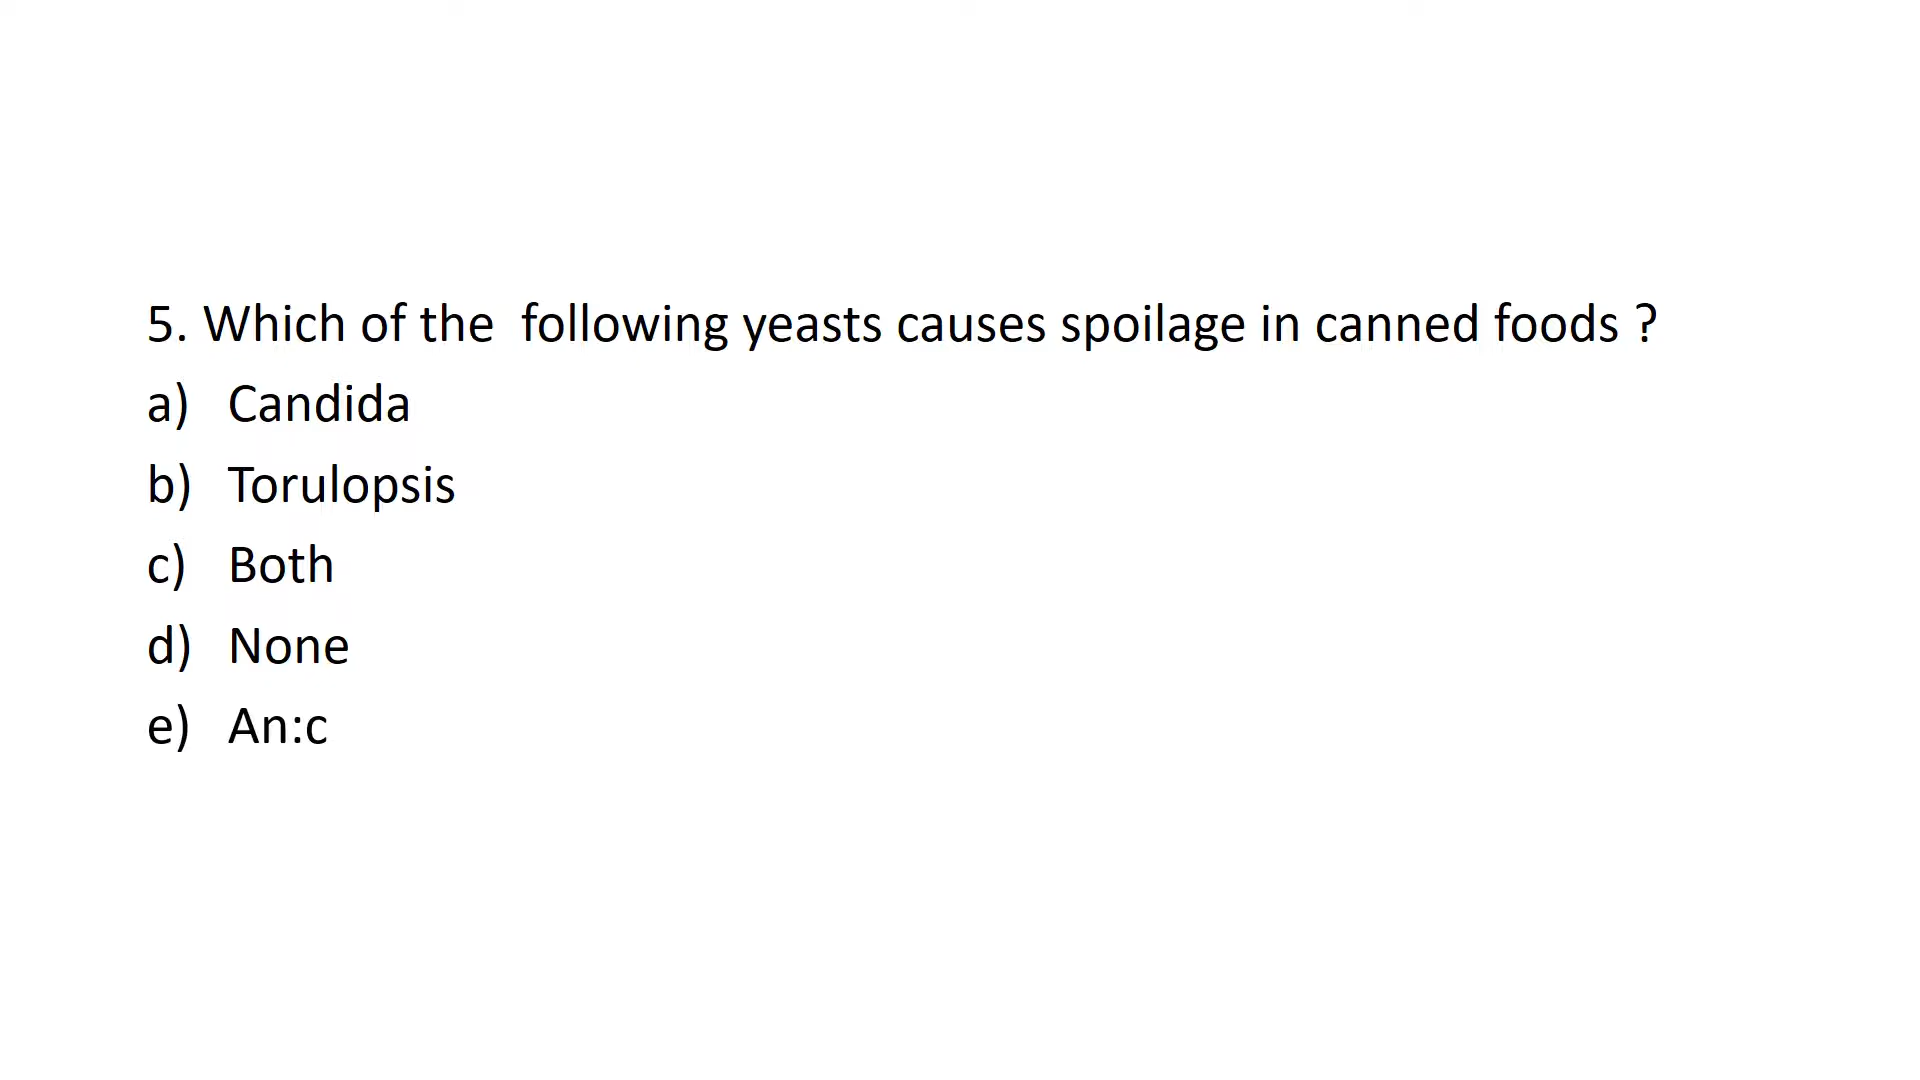 5. Which of the  following yeasts causes spoilage in canned foods ?
a) Candida
b) Torulopsis
c) Both
d) None
e) An:c